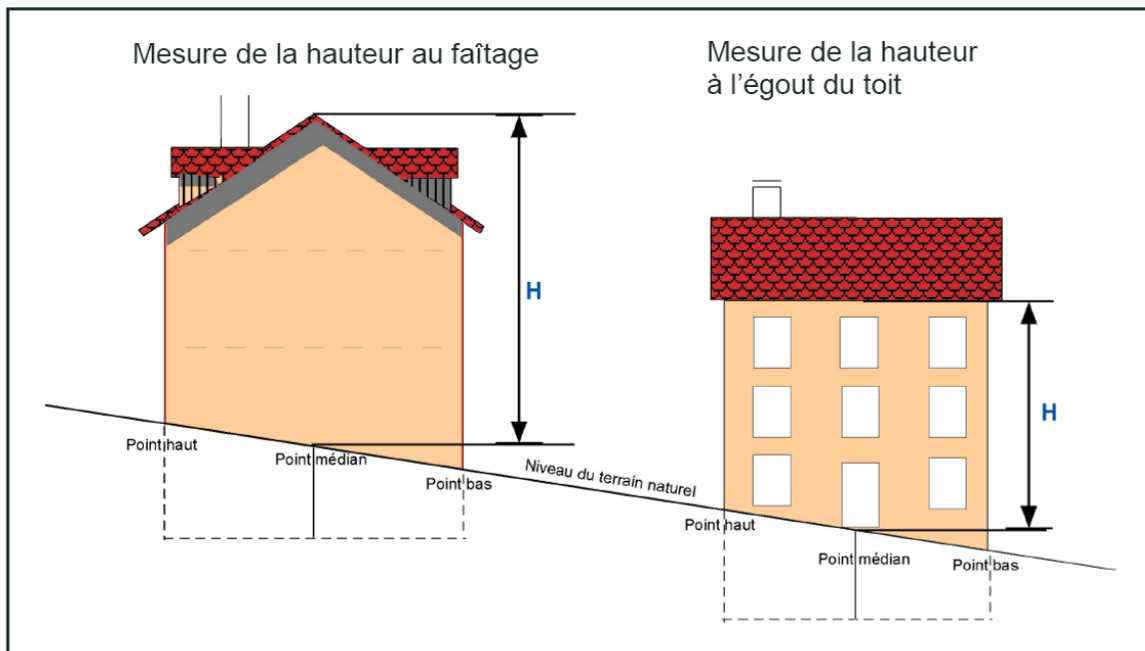 Mesure de la hauteur au faîtage
H
Point haut
Point médian
Point bas
Niveau du terrain naturel
Mesure de la hauteur
à l'égout du toit
H
Point haut
Point médian
Point bas